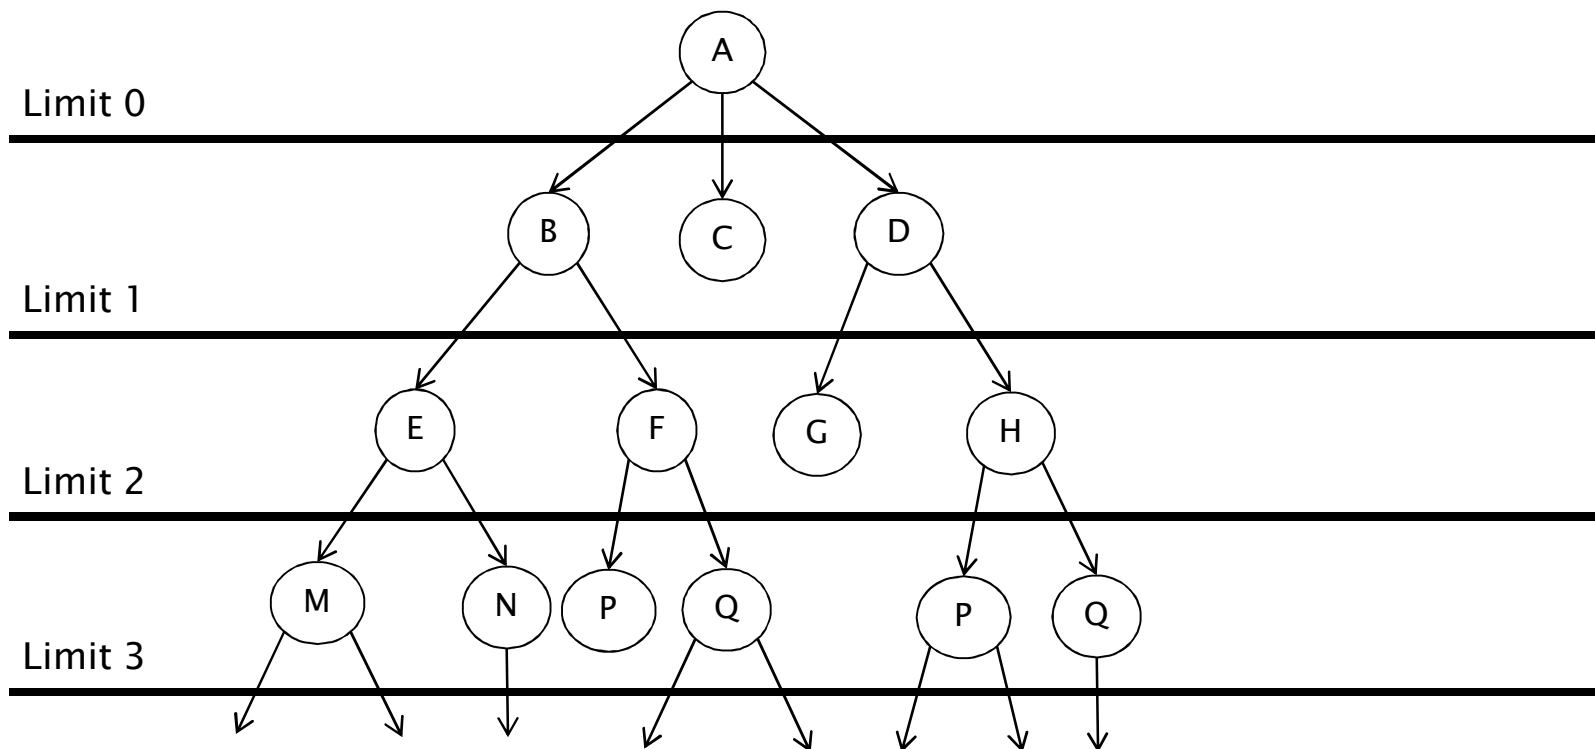 A
Limit 0
B C D
Limit 1
E F G H
Limit 2
M N P Q P Q
Limit 3